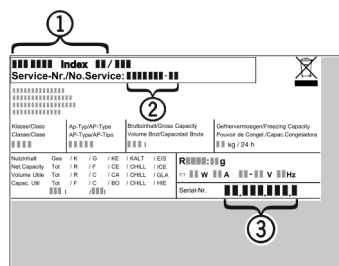 1
Index /
Service-Nr./No.Service: -
2
Klasse/Class Ap-Typ/AP-Type Bruttoinhalt/Gross Capacity Gefriervermoegen/Freezing Capacity
Classe/Clase AP-Type/AP-Tipo Volume Brut/Capacidad Bruta Pouvoir de Congel./Capac.Congeladora
l kg / 24 h
Nutzinhalt Ges / K / G / KE / KALT / EIS R : g
Net.Capacity Tot / R / F / CE / CHILL / ICE
Volume Utile Tot / R / C / CA / CHILL / GLA W A - V Hz
Capac. Util Tot / F / C / BO / CHILL / HIE
l / l
Serial-Nr. . . .
3